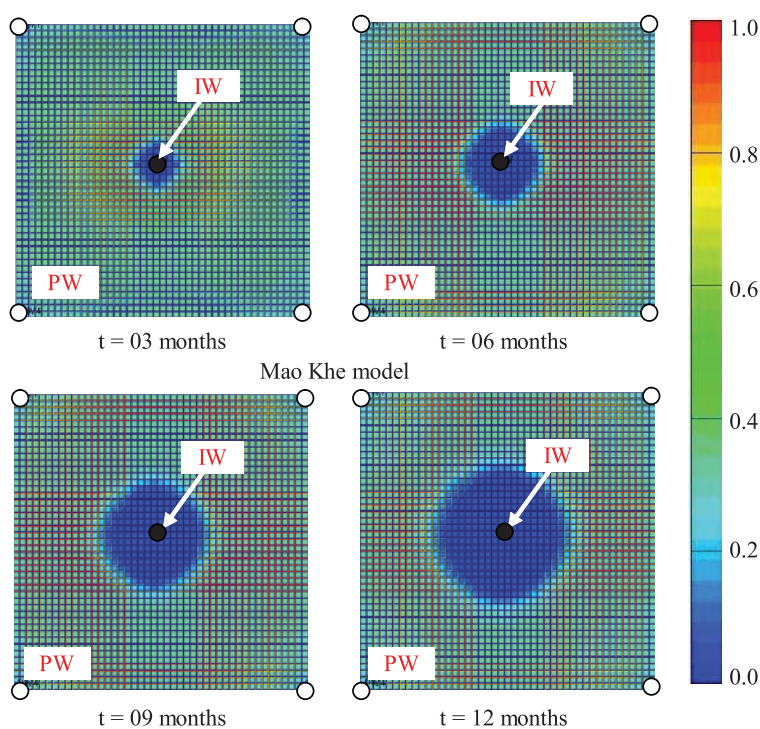 IW
PW
t = 03 months
IW
PW
t = 06 months
Mao Khe model
IW
PW
t = 09 months
IW
PW
t = 12 months
1.0
0.8
0.6
0.4
0.2
0.0